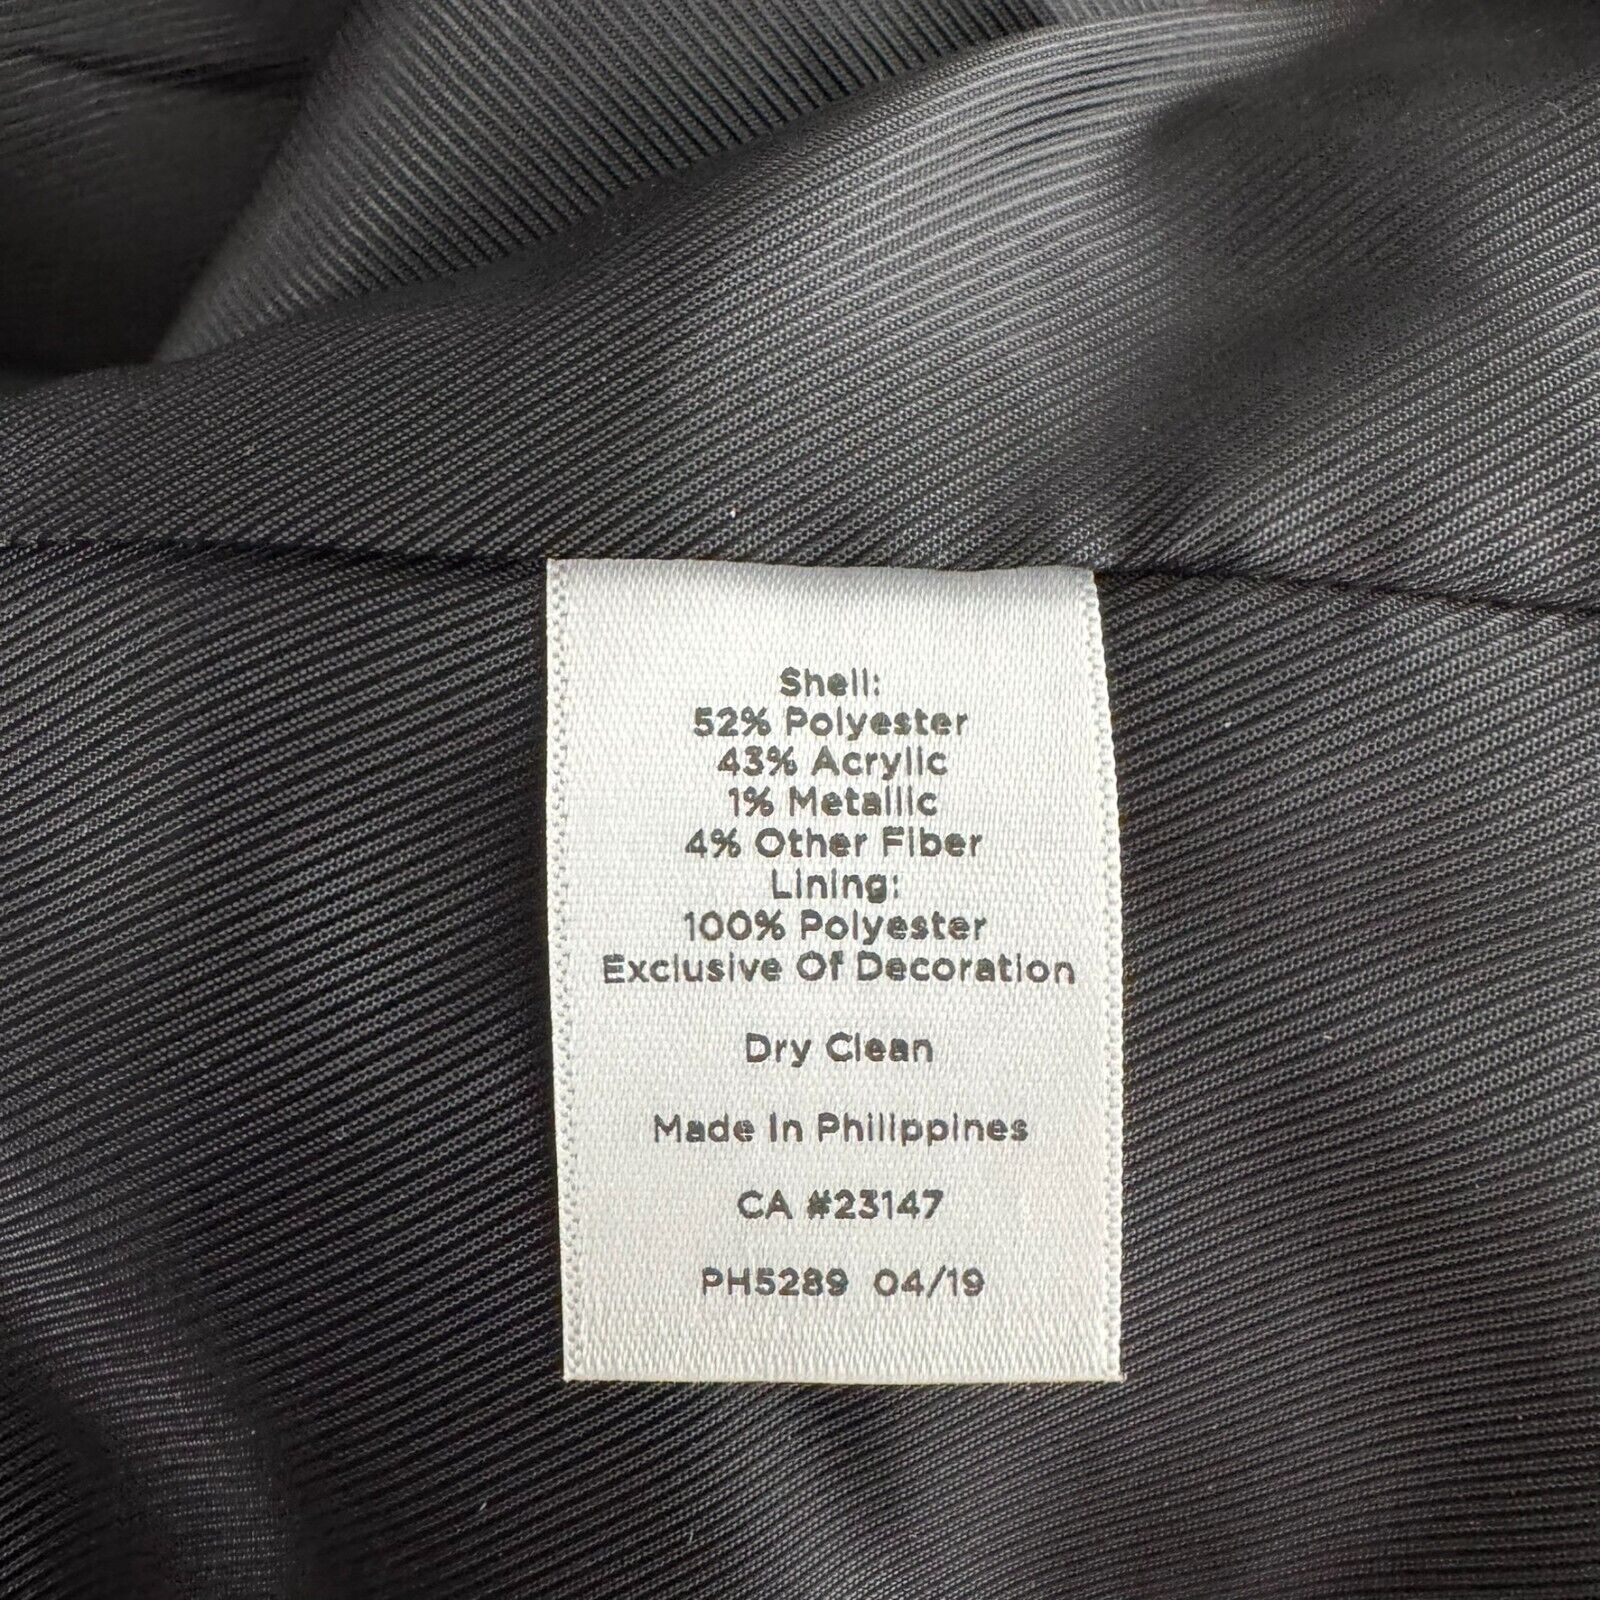 Shell:
52% Polyester
43% Acrylic
1% Metallic
4% Other Fiber
Lining:
100% Polyester
Exclusive Of Decoration
Dry Clean
Made In Philippines
CA #23147
PH5289 04/19